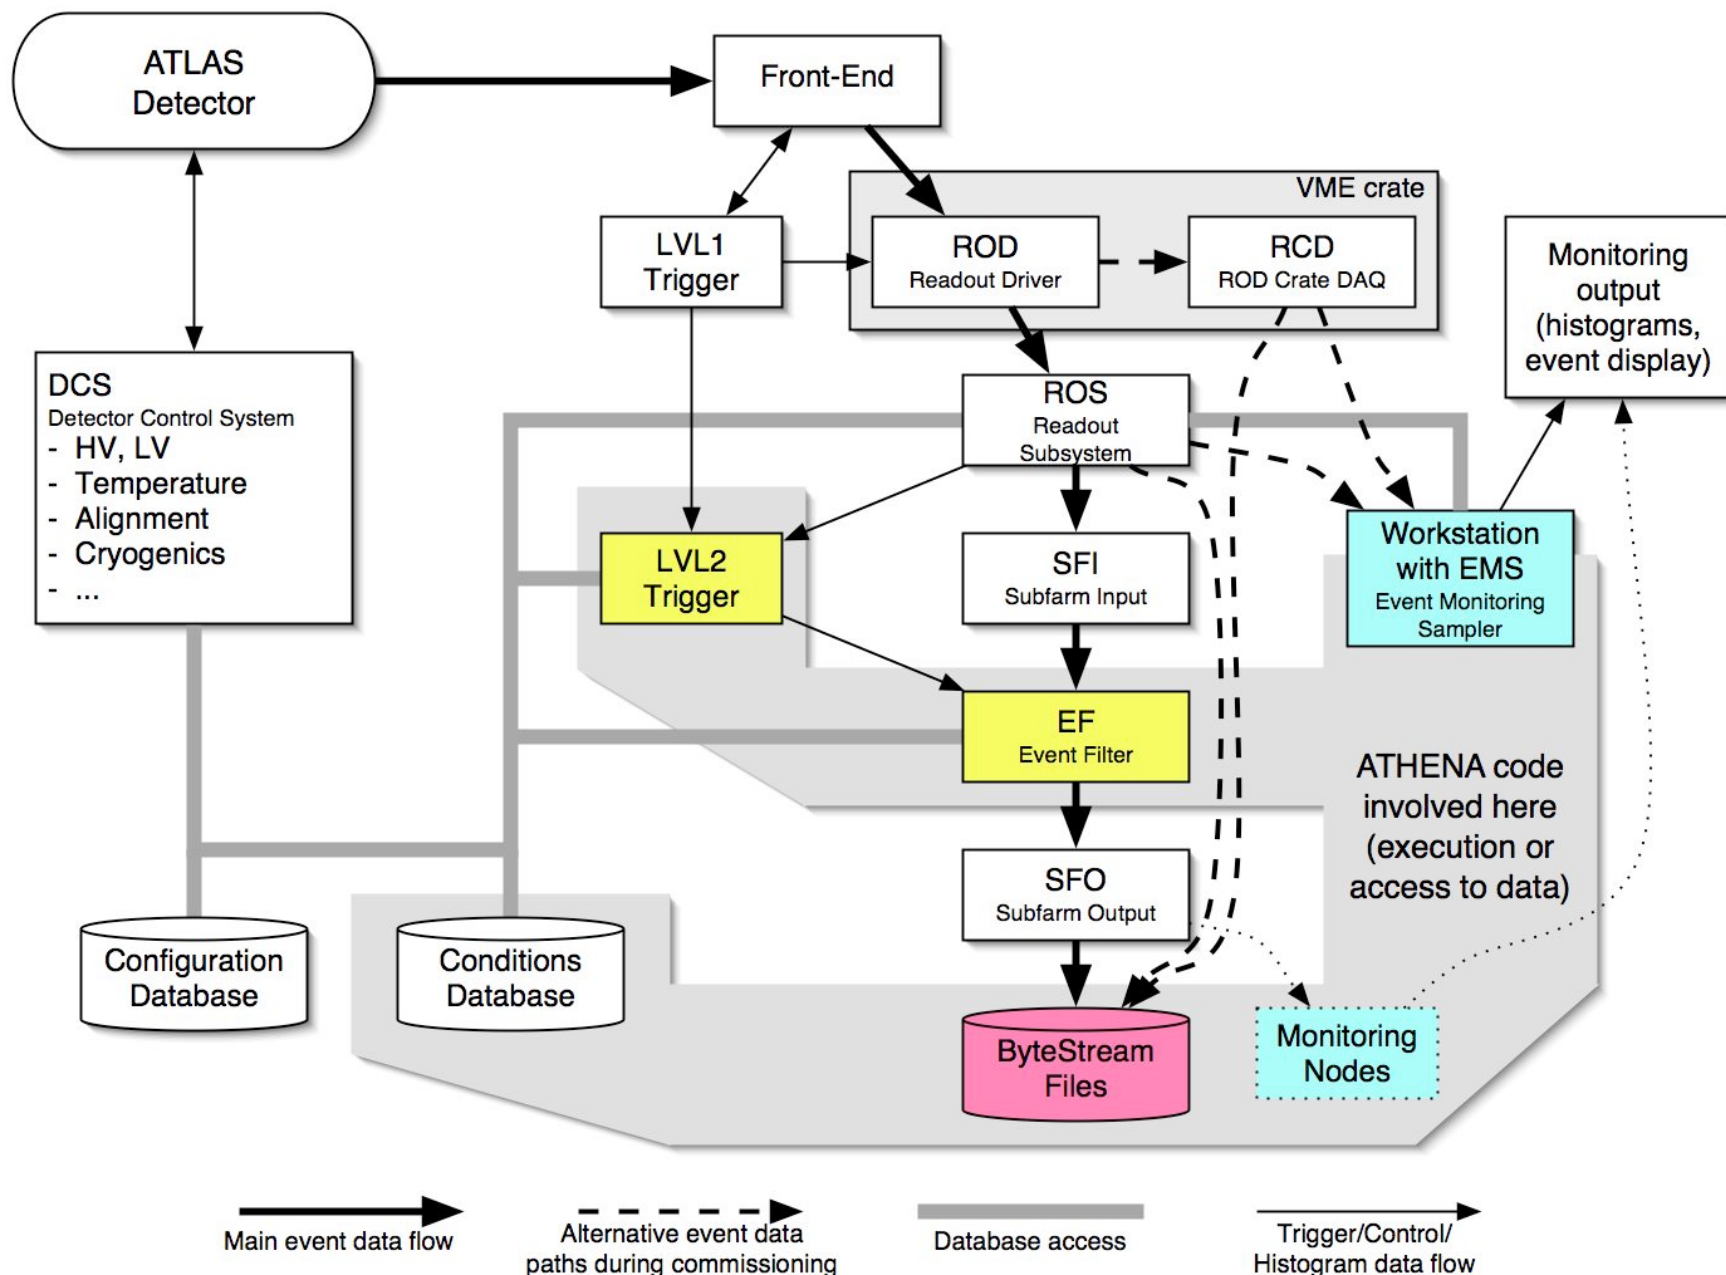 ATLAS
Detector
Front-End
VME crate
LVL1
Trigger
ROD
Readout Driver
RCD
ROD Crate DAQ
Monitoring
output
(histograms,
event display)
DCS
Detector Control System
- HV, LV
- Temperature
- Alignment
- Cryogenics
- ...
ROS
Readout
Subsystem
LVL2
Trigger
SFI
Subfarm Input
Workstation
with EMS
Event Monitoring
Sampler
EF
Event Filter
ATHENA code
involved here
(execution or
access to data)
SFO
Subfarm Output
Configuration
Database
Conditions
Database
ByteStream
Files
Monitoring
Nodes
Main event data flow
Alternative event data
paths during commissioning
Database access
Trigger/Control/
Histogram data flow